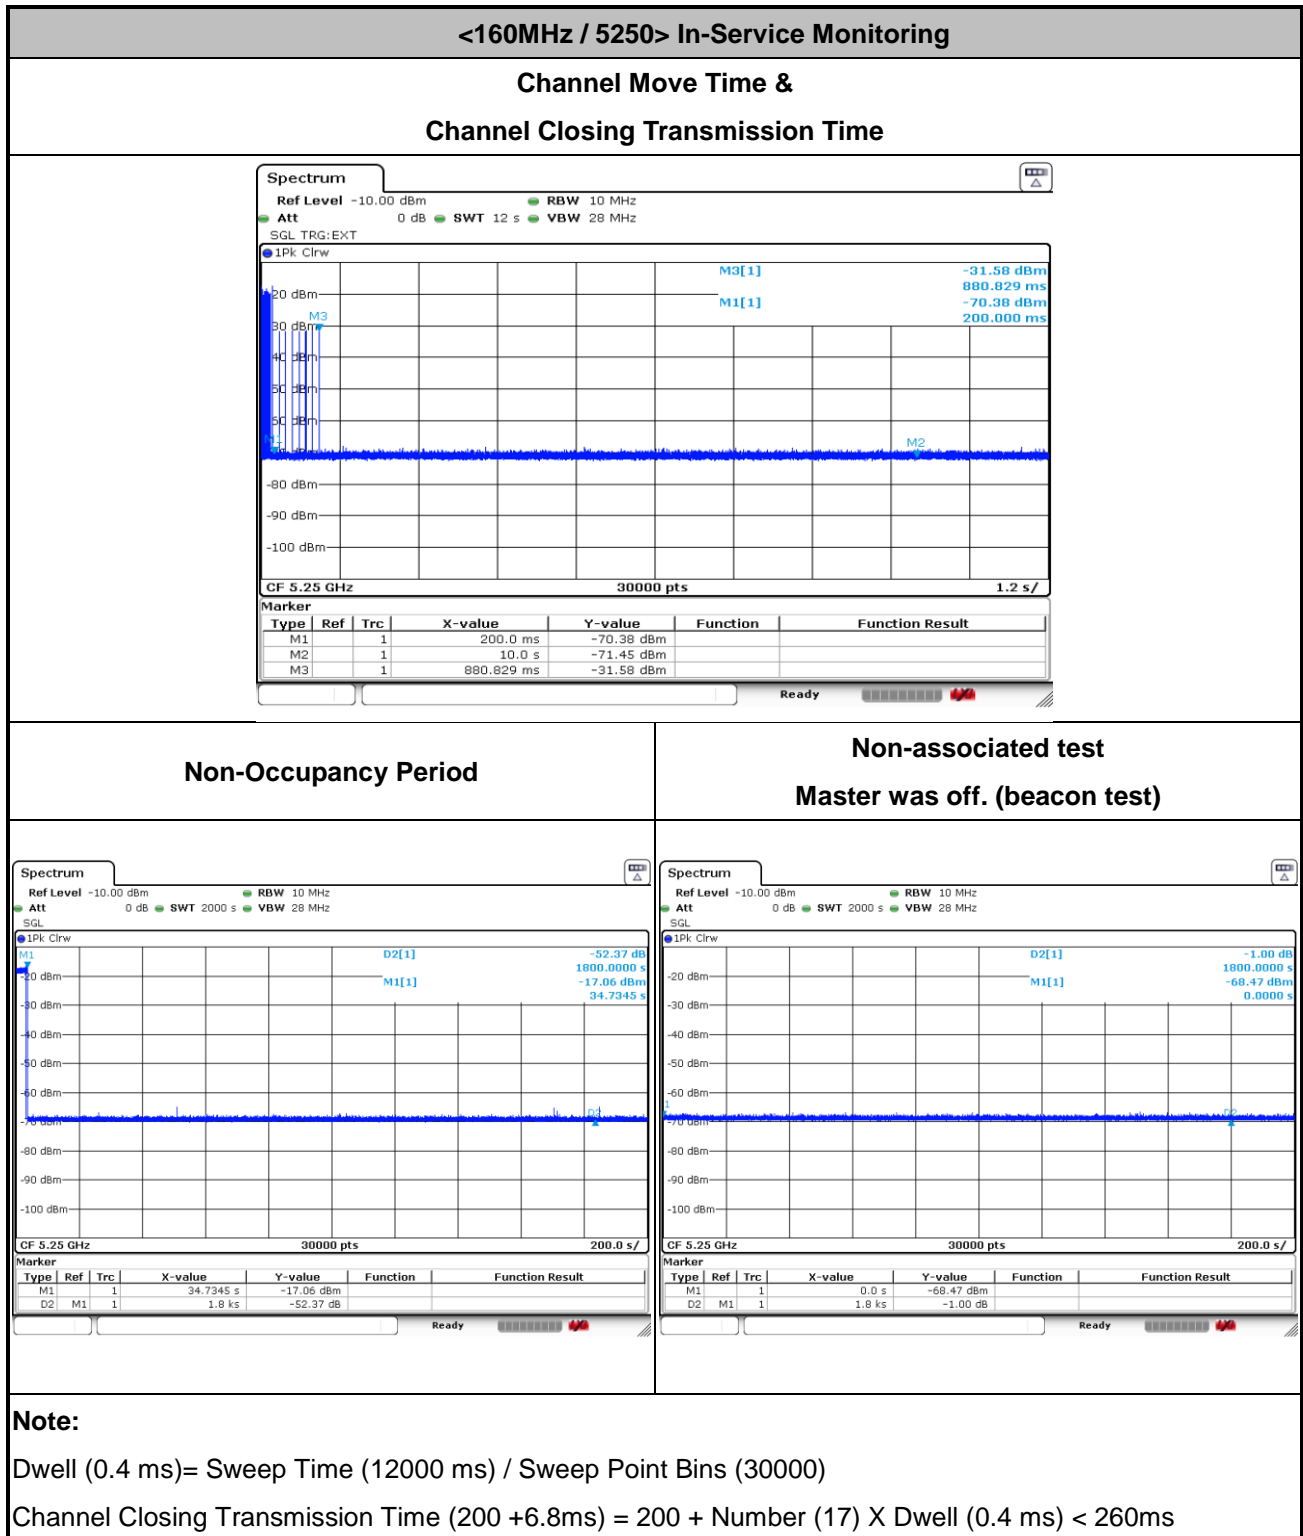 <160MHz / 5250> In-Service Monitoring
Channel Move Time &
Channel Closing Transmission Time
Spectrum
Ref Level -10.00 dBm RBW 10 MHz
Att 0 dB SWT 12 s VBW 28 MHz
SGL TRG:EXT
1Pk Clrw
M3[1] -31.58 dBm
880.829 ms
M1[1] -70.38 dBm
200.000 ms
-20 dBm
M3
-30 dBm
-40 dBm
-50 dBm
-60 dBm
M1
M2
-80 dBm
-90 dBm
-100 dBm
CF 5.25 GHz 30000 pts 1.2 s/
Marker
Type Ref Trc X-value Y-value Function Function Result
M1 1 200.0 ms -70.38 dBm
M2 1 10.0 s -71.45 dBm
M3 1 880.829 ms -31.58 dBm
Ready
Non-Occupancy Period
Non-associated test
Master was off. (beacon test)
Spectrum
Ref Level -10.00 dBm RBW 10 MHz
Att 0 dB SWT 2000 s VBW 28 MHz
SGL
1Pk Clrw
M1
D2[1] -52.37 dB
1800.0000 s
M1[1] -17.06 dBm
34.7345 s
-20 dBm
-30 dBm
-40 dBm
-50 dBm
-60 dBm
D2
-70 dBm
-80 dBm
-90 dBm
-100 dBm
CF 5.25 GHz 30000 pts 200.0 s/
Marker
Type Ref Trc X-value Y-value Function Function Result
M1 1 34.7345 s -17.06 dBm
D2 M1 1 1.8 ks -52.37 dB
Ready
Spectrum
Ref Level -10.00 dBm RBW 10 MHz
Att 0 dB SWT 2000 s VBW 28 MHz
SGL
1Pk Clrw
D2[1] -1.00 dB
1800.0000 s
M1[1] -68.47 dBm
0.0000 s
-20 dBm
-30 dBm
-40 dBm
-50 dBm
-60 dBm
1
D2
-70 dBm
-80 dBm
-90 dBm
-100 dBm
CF 5.25 GHz 30000 pts 200.0 s/
Marker
Type Ref Trc X-value Y-value Function Function Result
M1 1 0.0 s -68.47 dBm
D2 M1 1 1.8 ks -1.00 dB
Ready
Note:
Dwell (0.4 ms)= Sweep Time (12000 ms) / Sweep Point Bins (30000)
Channel Closing Transmission Time (200 +6.8ms) = 200 + Number (17) X Dwell (0.4 ms) < 260ms